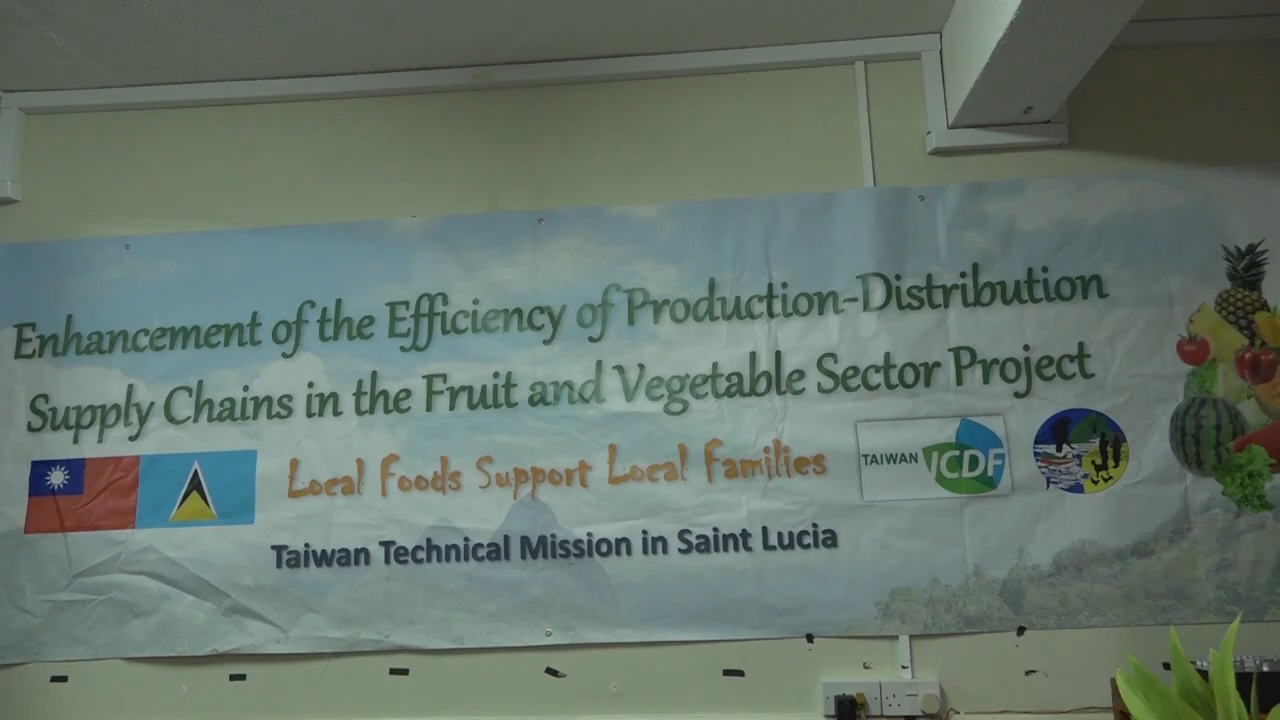 Enhancement of the Efficiency of Production-Distribution
Supply Chains in the Fruit and Vegetable Sector Project
Local Foods Support Local Families
TAIWAN ICDF
Taiwan Technical Mission in Saint Lucia